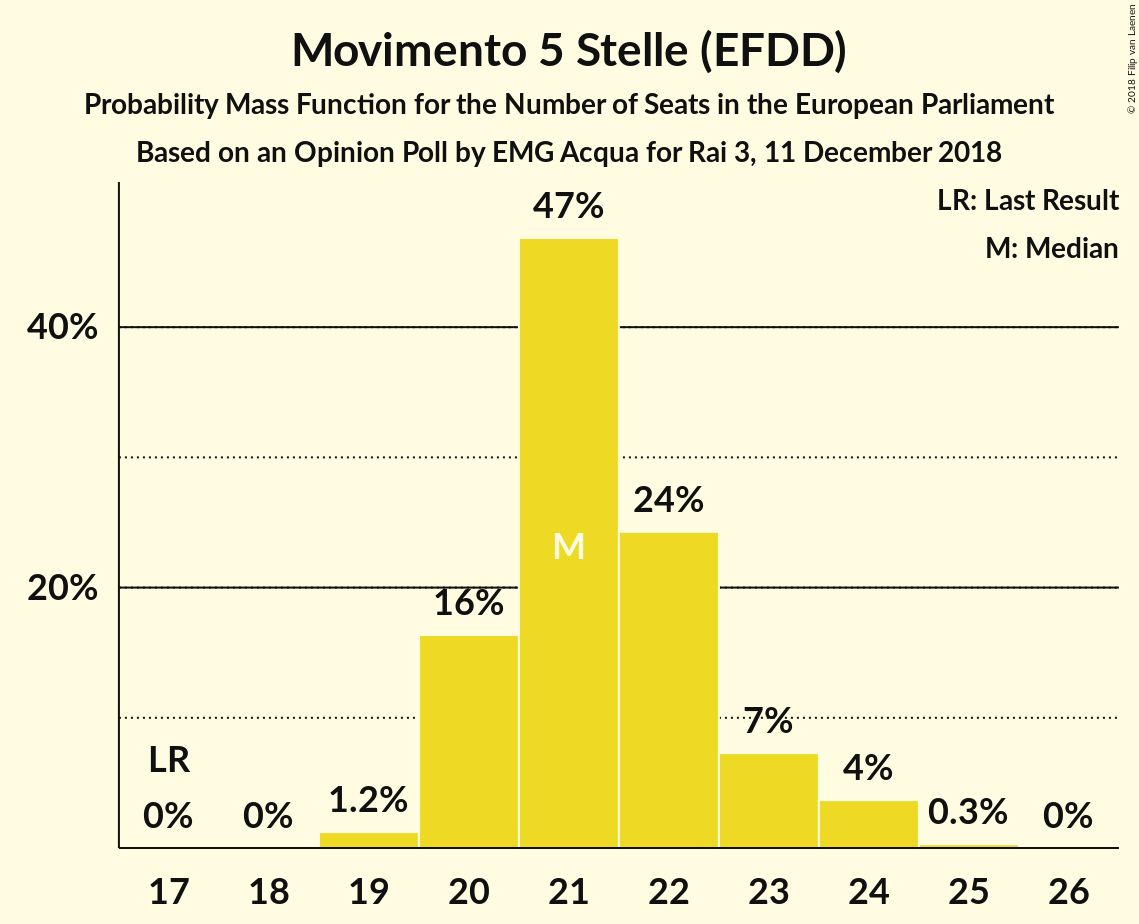 Movimento 5 Stelle (EFDD)
Probability Mass Function for the Number of Seats in the European Parliament
Based on an Opinion Poll by EMG Acqua for Rai 3, 11 December 2018
© 2018 Filip van Laenen
LR: Last Result
M: Median
47%
40%
24%
M
20%
16%
7%
LR
4%
0%
0%
1.2%
0.3%
0%
17 18 19 20 21 22 23 24 25 26